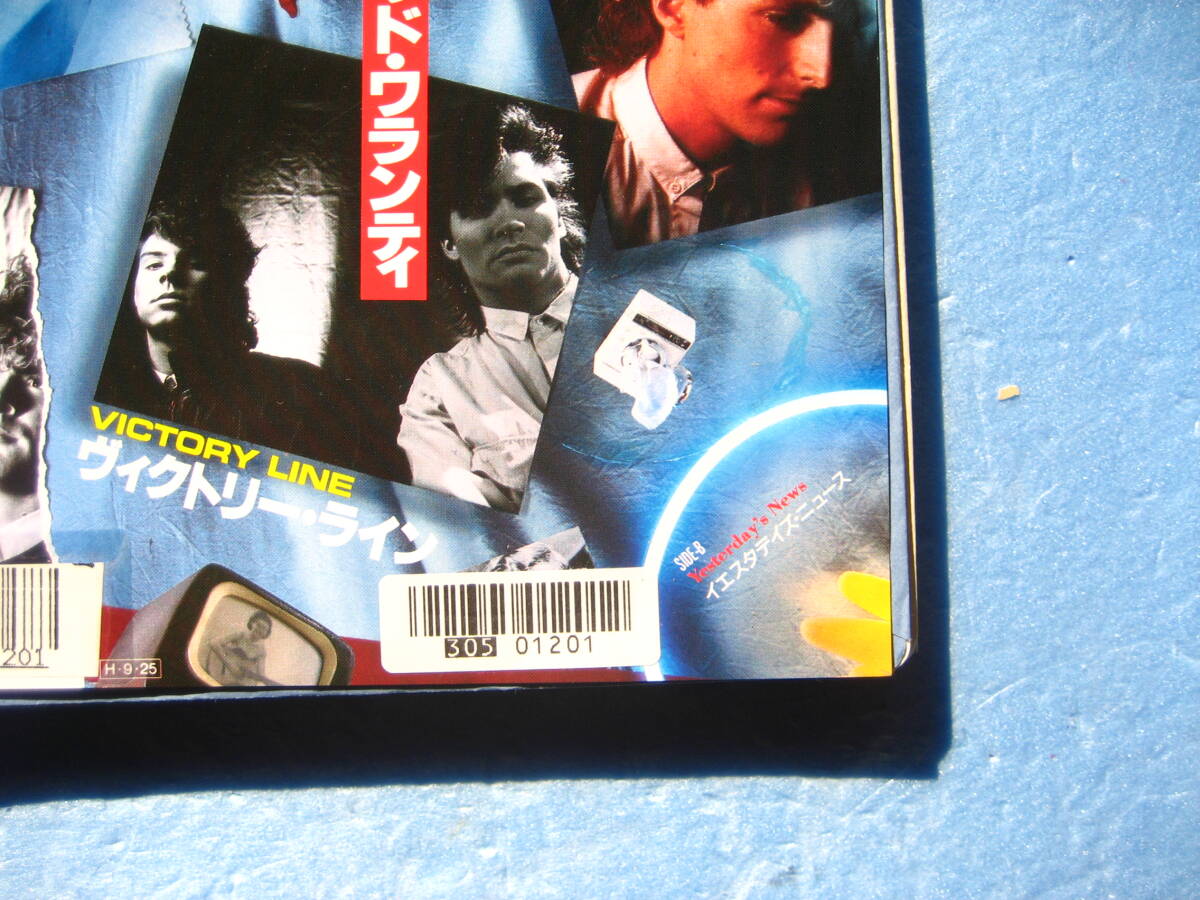 ド・ワランティ
VICTORY LINE
ヴィクトリー・ライン
SIDE-B
Yesterday's News
イエスタデイズ・ニュース
305 01201
201
H・9・25